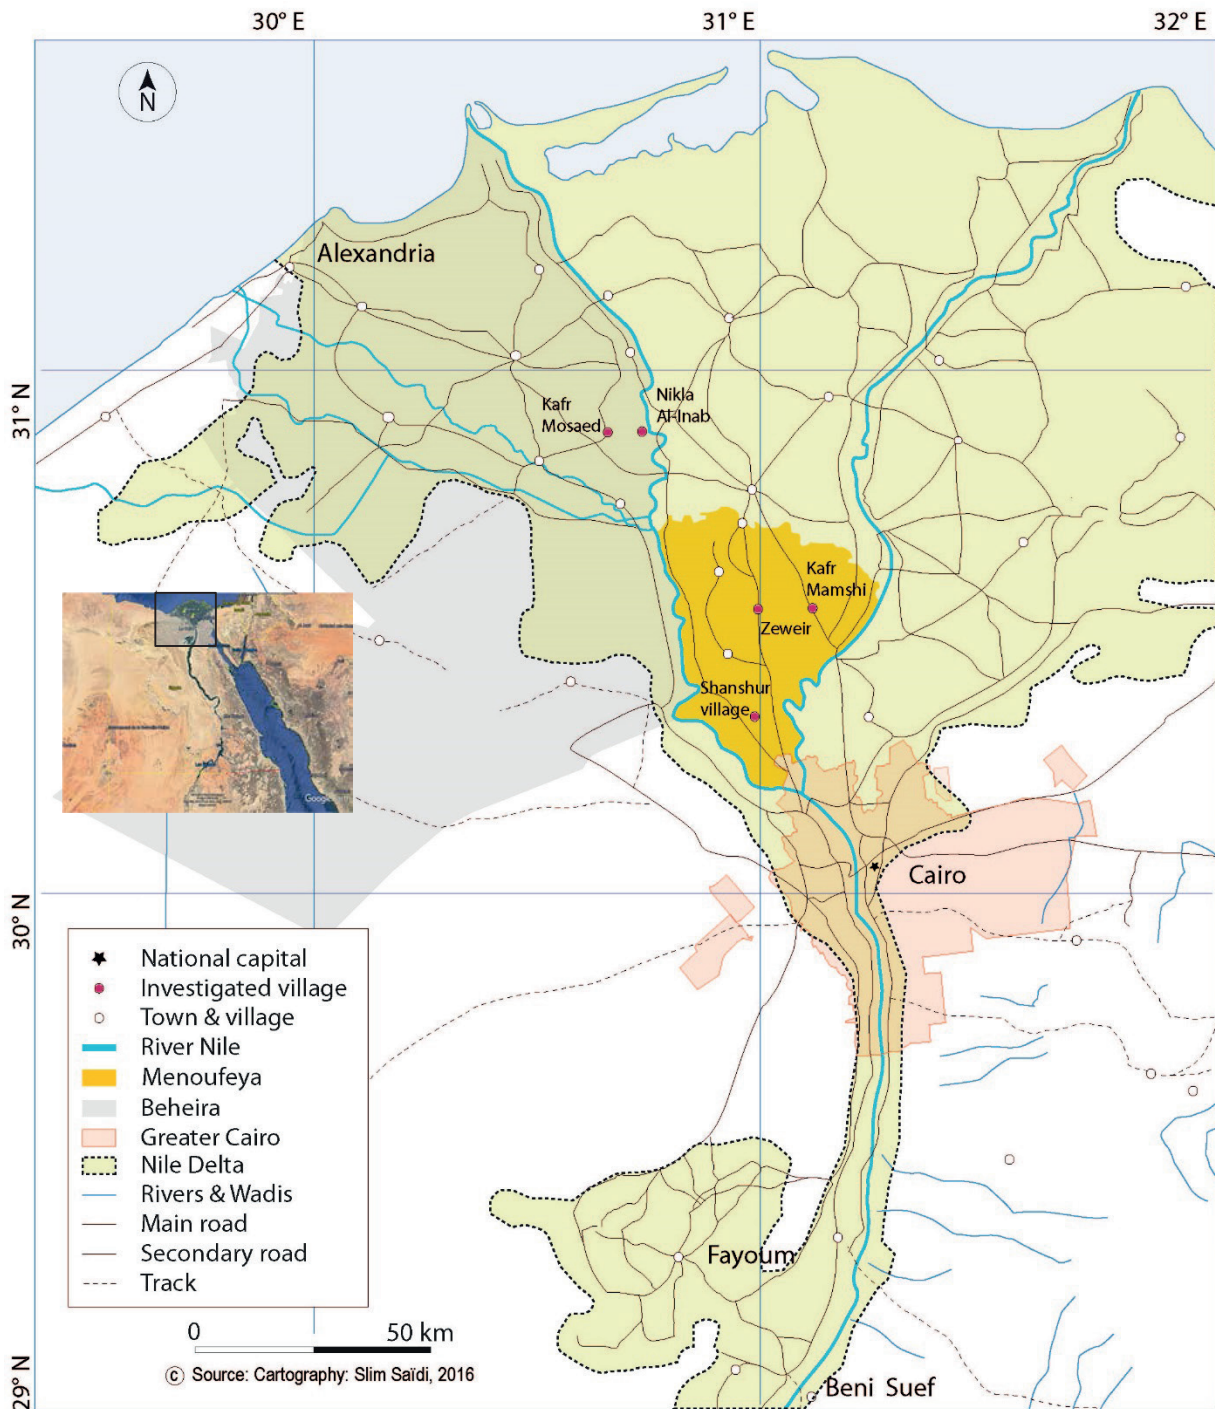 30° E
31° E
32° E
N
Alexandria
31° N
Kafr
Mosaed
Nikla
Al-Inab
Kafr
Mamshi
Zeweir
Shanshur
village
Cairo
30° N
Google
National capital
Investigated village
Town & village
River Nile
Menoufeya
Beheira
Greater Cairo
Nile Delta
Rivers & Wadis
Main road
Secondary road
Track
Fayoum
0 50 km
29° N
© Source: Cartography: Slim Saïdi, 2016
Beni Suef